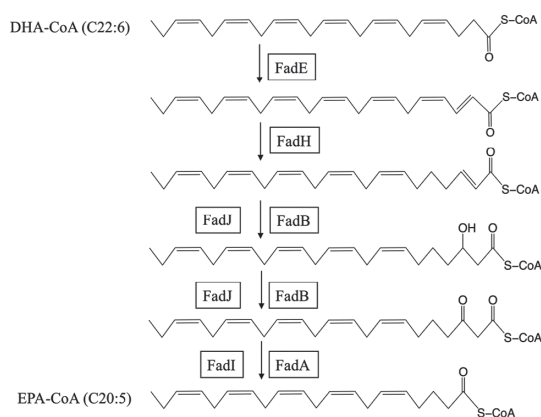 S–CoA
DHA-CoA (C22:6)
O
FadE
S–CoA
O
FadH
O
S–CoA
FadJ FadB
OH O
S–CoA
FadJ FadB
O O
S–CoA
FadI FadA
O
EPA-CoA (C20:5)
S–CoA